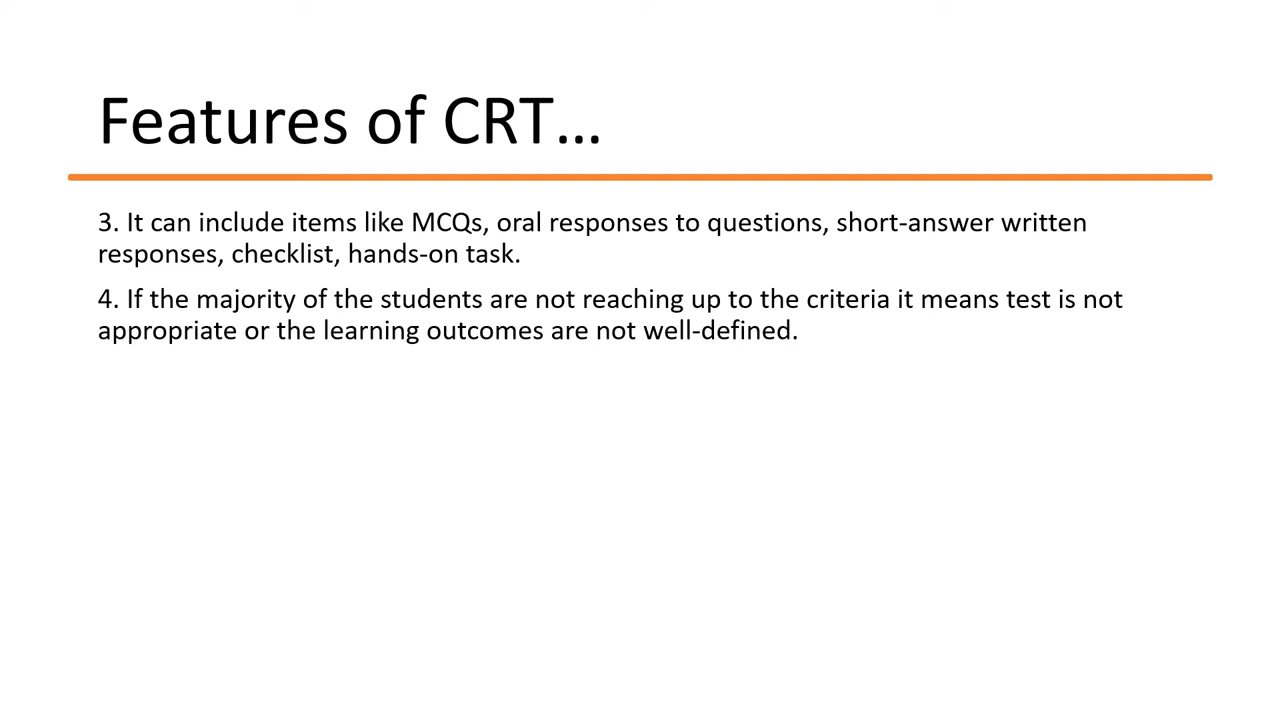 Features of CRT…
3. It can include items like MCQs, oral responses to questions, short-answer written
responses, checklist, hands-on task.
4. If the majority of the students are not reaching up to the criteria it means test is not
appropriate or the learning outcomes are not well-defined.